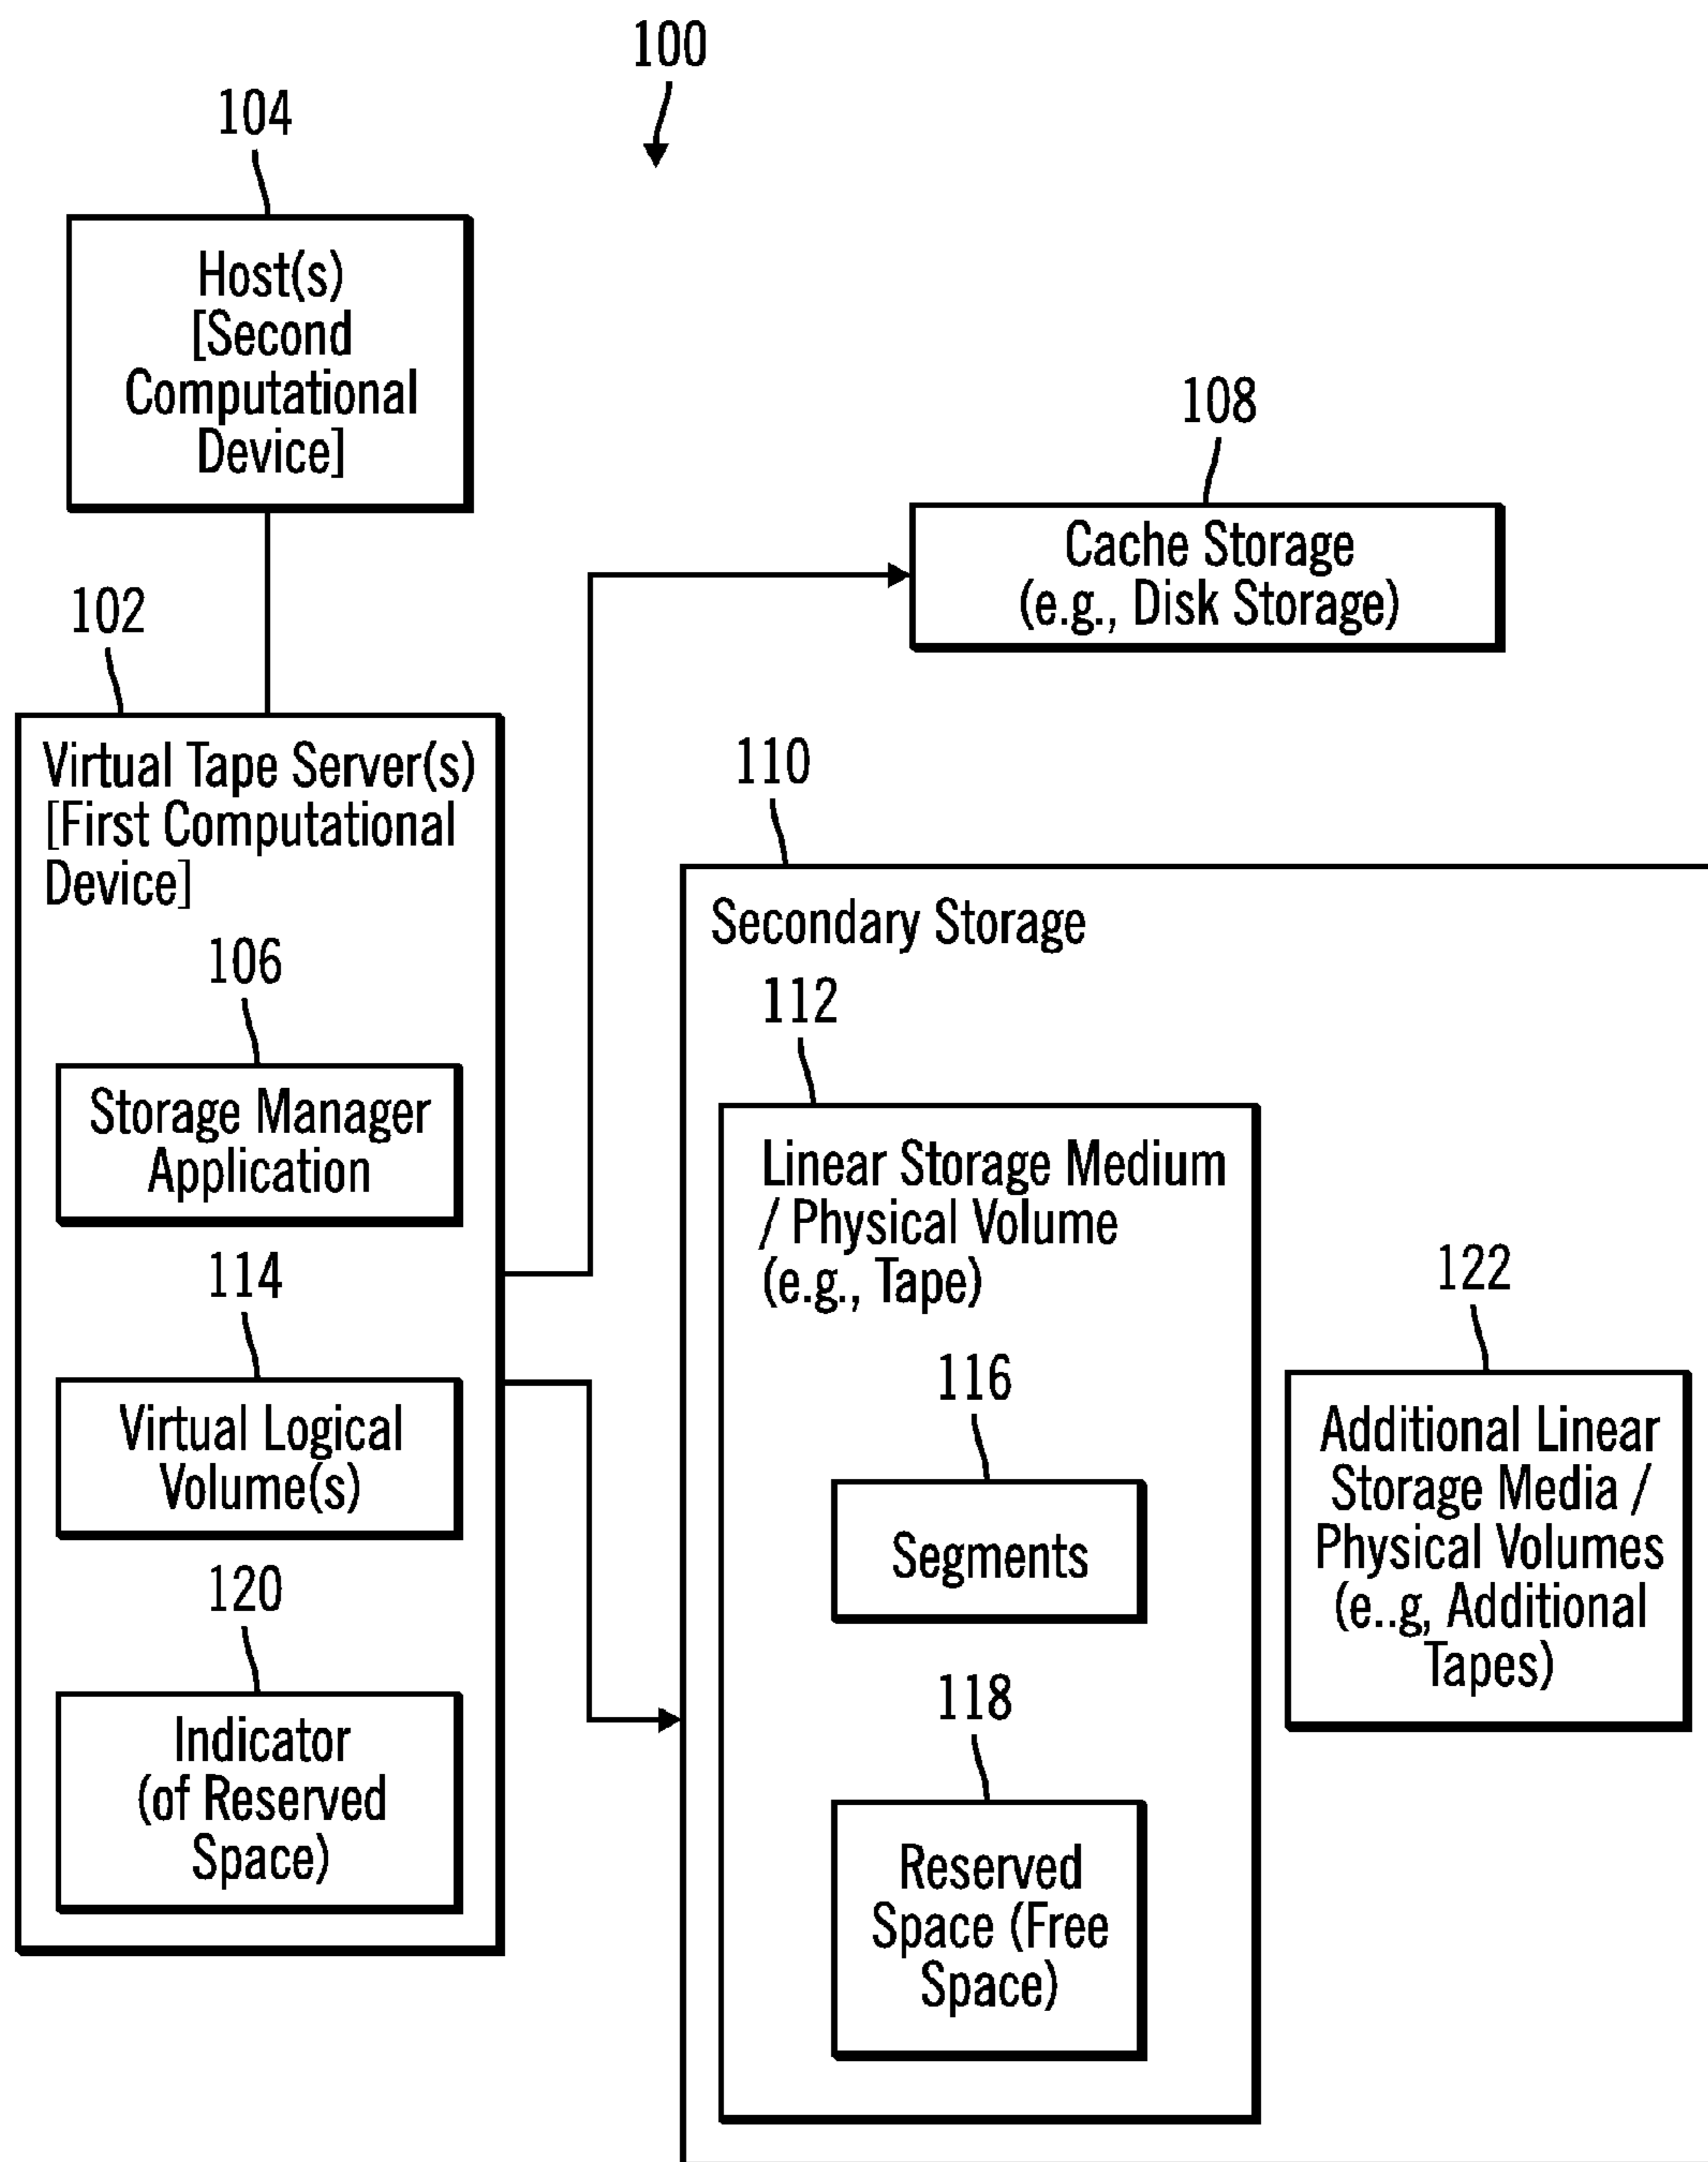 100
104
Host(s)
[Second
Computational
Device]
108
Cache Storage
(e.g., Disk Storage)
102
Virtual Tape Server(s)
[First Computational
Device]
106
Storage Manager
Application
114
Virtual Logical
Volume(s)
120
Indicator
(of Reserved
Space)
110
Secondary Storage
112
Linear Storage Medium
/ Physical Volume
(e.g., Tape)
116
Segments
118
Reserved
Space (Free
Space)
122
Additional Linear
Storage Media /
Physical Volumes
(e..g, Additional
Tapes)